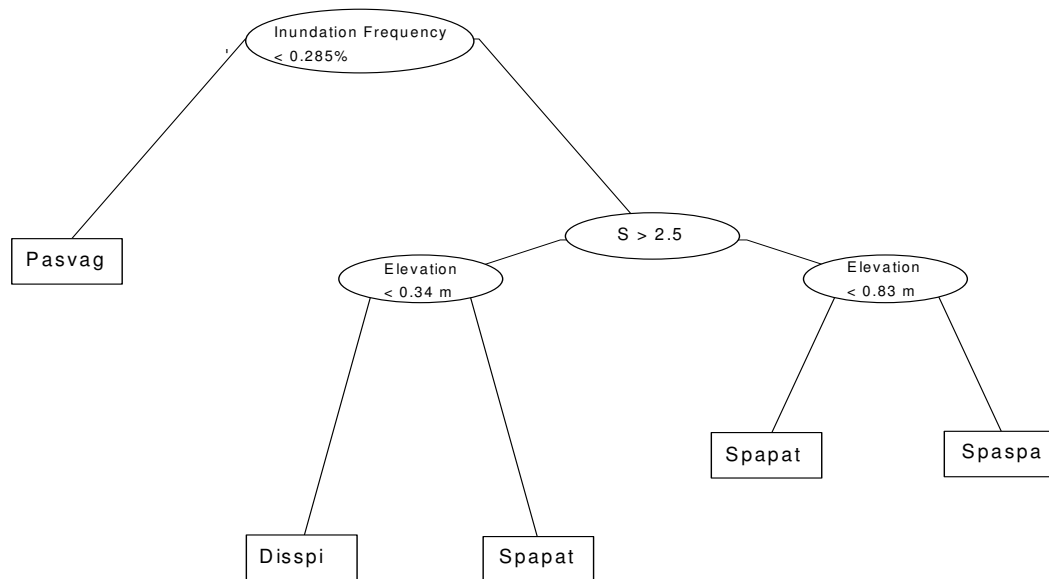 Inundation Frequency
< 0.285%
S > 2.5
Pasvag
Elevation
< 0.34 m
Elevation
< 0.83 m
Spapat
Spaspa
Disspi
Spapat